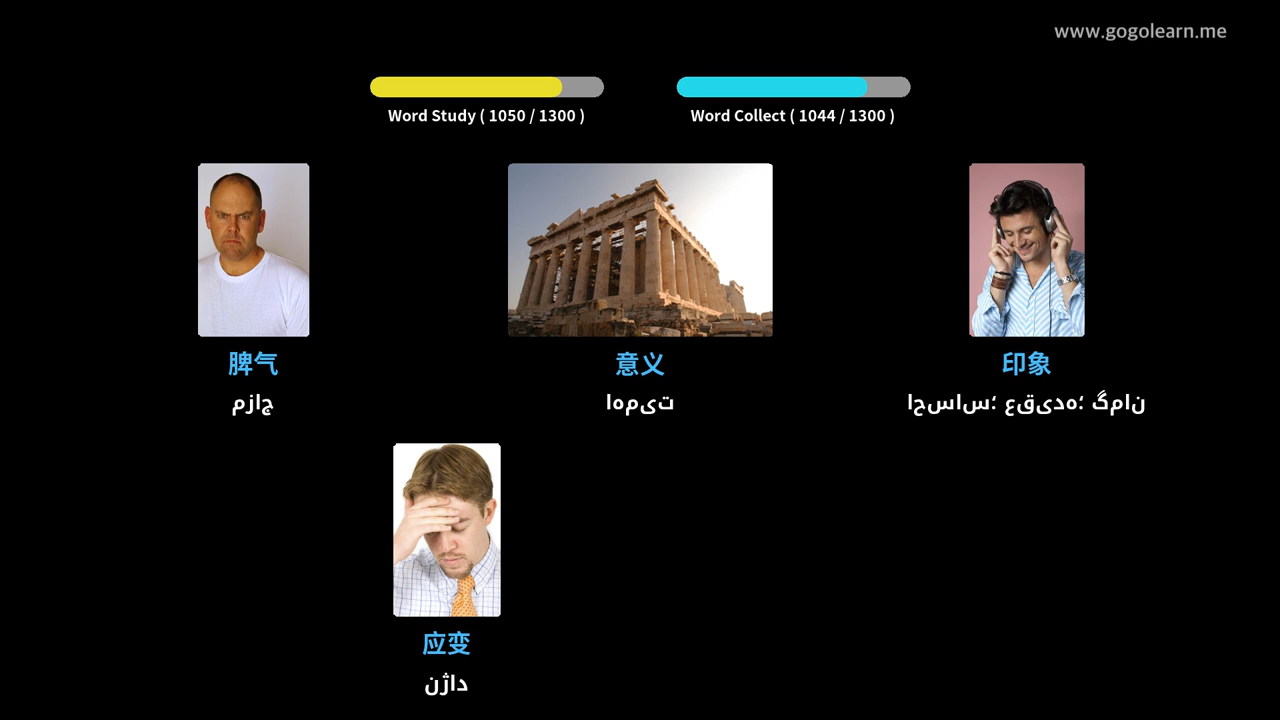 www.gogolearn.me
Word Study ( 1050 / 1300 )
Word Collect ( 1044 / 1300 )
脾气
مزاج
意义
اهمیت
印象
احساس؛ عقیده؛ گمان
应变
نژاد